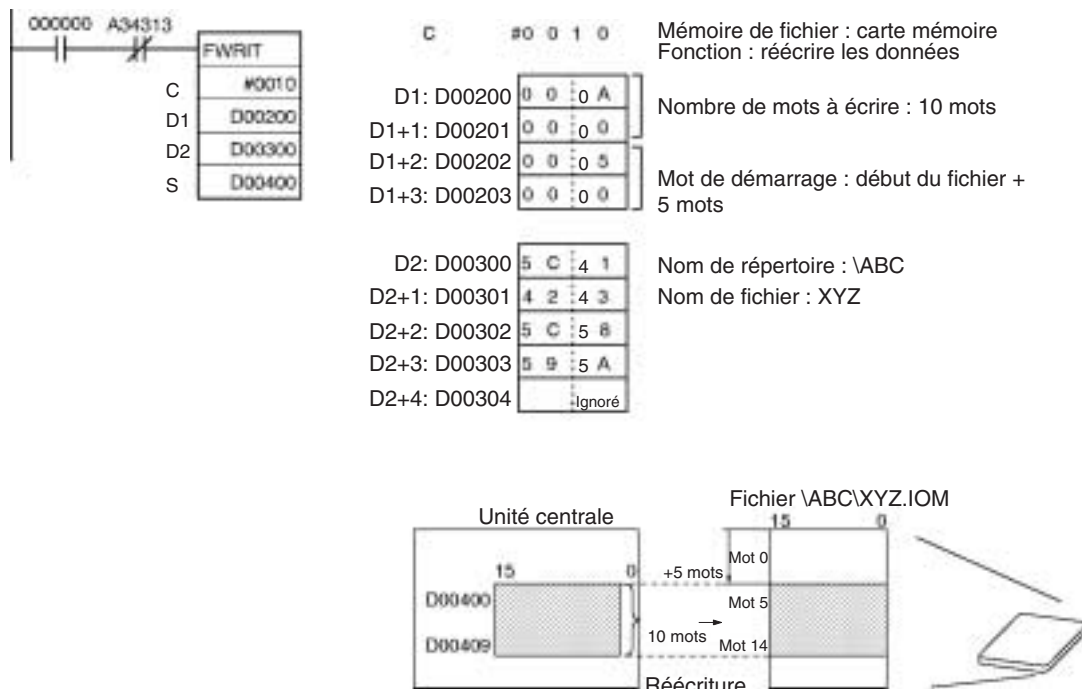 000000 A34313
FWRIT
C #0010
D1 D00200
D2 D00300
S D00400
C #0 0 1 0 Mémoire de fichier : carte mémoire
Fonction : réécrire les données
D1: D00200 0 0 0 A
Nombre de mots à écrire : 10 mots
D1+1: D00201 0 0 0 0
D1+2: D00202 0 0 0 5
Mot de démarrage : début du fichier +
5 mots
D1+3: D00203 0 0 0 0
D2: D00300 5 C 4 1 Nom de répertoire : \ABC
D2+1: D00301 4 2 4 3 Nom de fichier : XYZ
D2+2: D00302 5 C 5 8
D2+3: D00303 5 9 5 A
D2+4: D00304 Ignoré
Fichier \ABC\XYZ.IOM
Unité centrale 15 0
Mot 0
15 0 +5 mots
D00400 Mot 5
10 mots
D00409 Mot 14
Réécriture